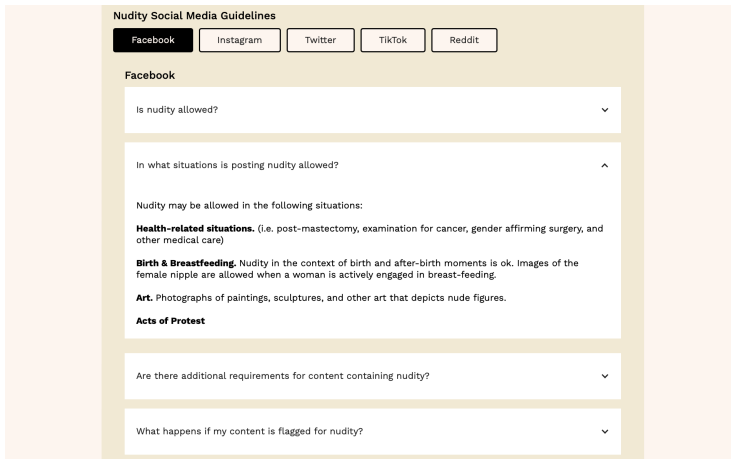 Nudity Social Media Guidelines
Facebook Instagram Twitter TikTok Reddit
Facebook
Is nudity allowed?
In what situations is posting nudity allowed?
Nudity may be allowed in the following situations:
Health-related situations. (i.e. post-mastectomy, examination for cancer, gender affirming surgery, and
other medical care)
Birth & Breastfeeding. Nudity in the context of birth and after-birth moments is ok. Images of the
female nipple are allowed when a woman is actively engaged in breast-feeding.
Art. Photographs of paintings, sculptures, and other art that depicts nude figures.
Acts of Protest
Are there additional requirements for content containing nudity?
What happens if my content is flagged for nudity?